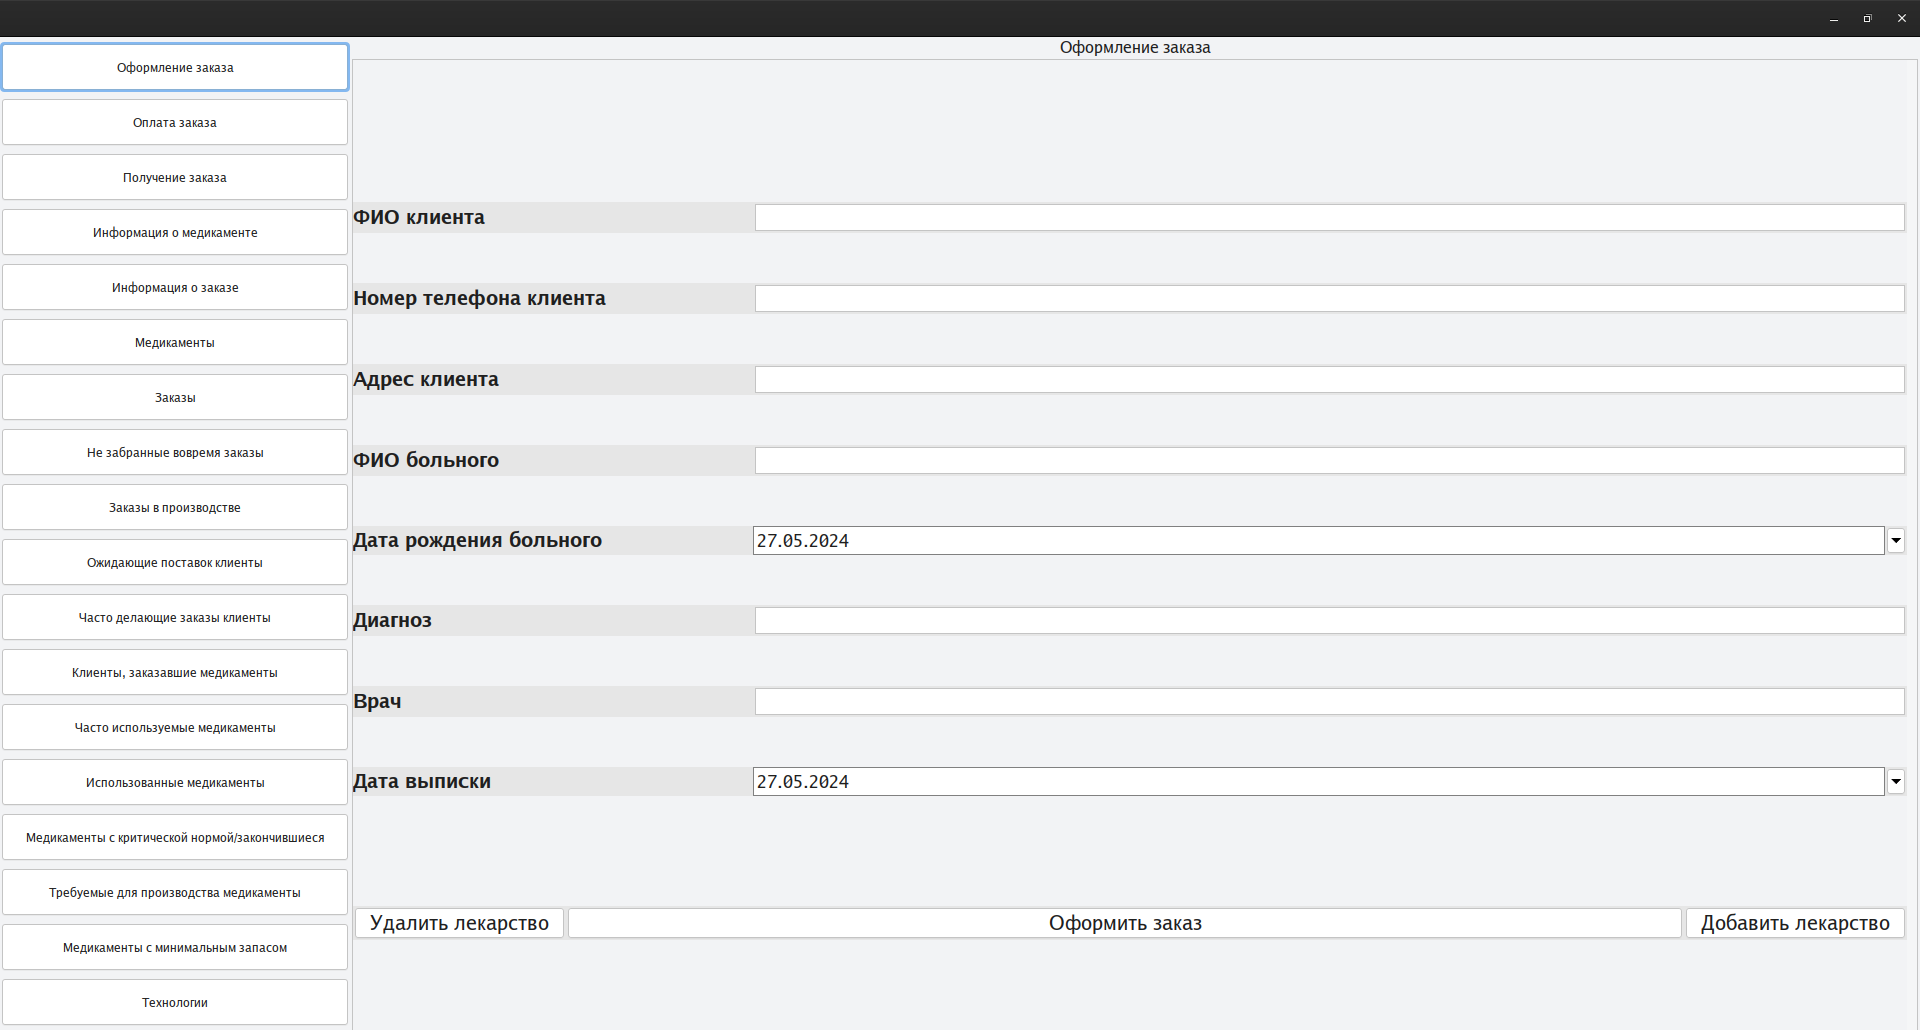 Оформление заказа
Оформление заказа
Оплата заказа
Получение заказа
Информация о медикаменте
Информация о заказе
Медикаменты
Заказы
Не забранные вовремя заказы
Заказы в производстве
Ожидающие поставок клиенты
Часто делающие заказы клиенты
Клиенты, заказавшие медикаменты
Часто используемые медикаменты
Использованные медикаменты
Медикаменты с критической нормой/закончившиеся
Требуемые для производства медикаменты
Медикаменты с минимальным запасом
Технологии
ФИО клиента
Номер телефона клиента
Адрес клиента
ФИО больного
Дата рождения больного 27.05.2024
Диагноз
Врач
Дата выписки 27.05.2024
Удалить лекарство Оформить заказ Добавить лекарство